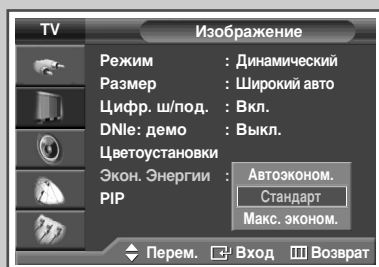 TV
Изображение
Режим : Динамический
Размер : Широкий авто
Цифр. ш/под. : Вкл.
DNIe: демо : Выкл.
Цветоустановки
Экон. Энергии : Автоэконом.
Стандарт
PIP
Макс. эконом.
Перем. Вход Возврат